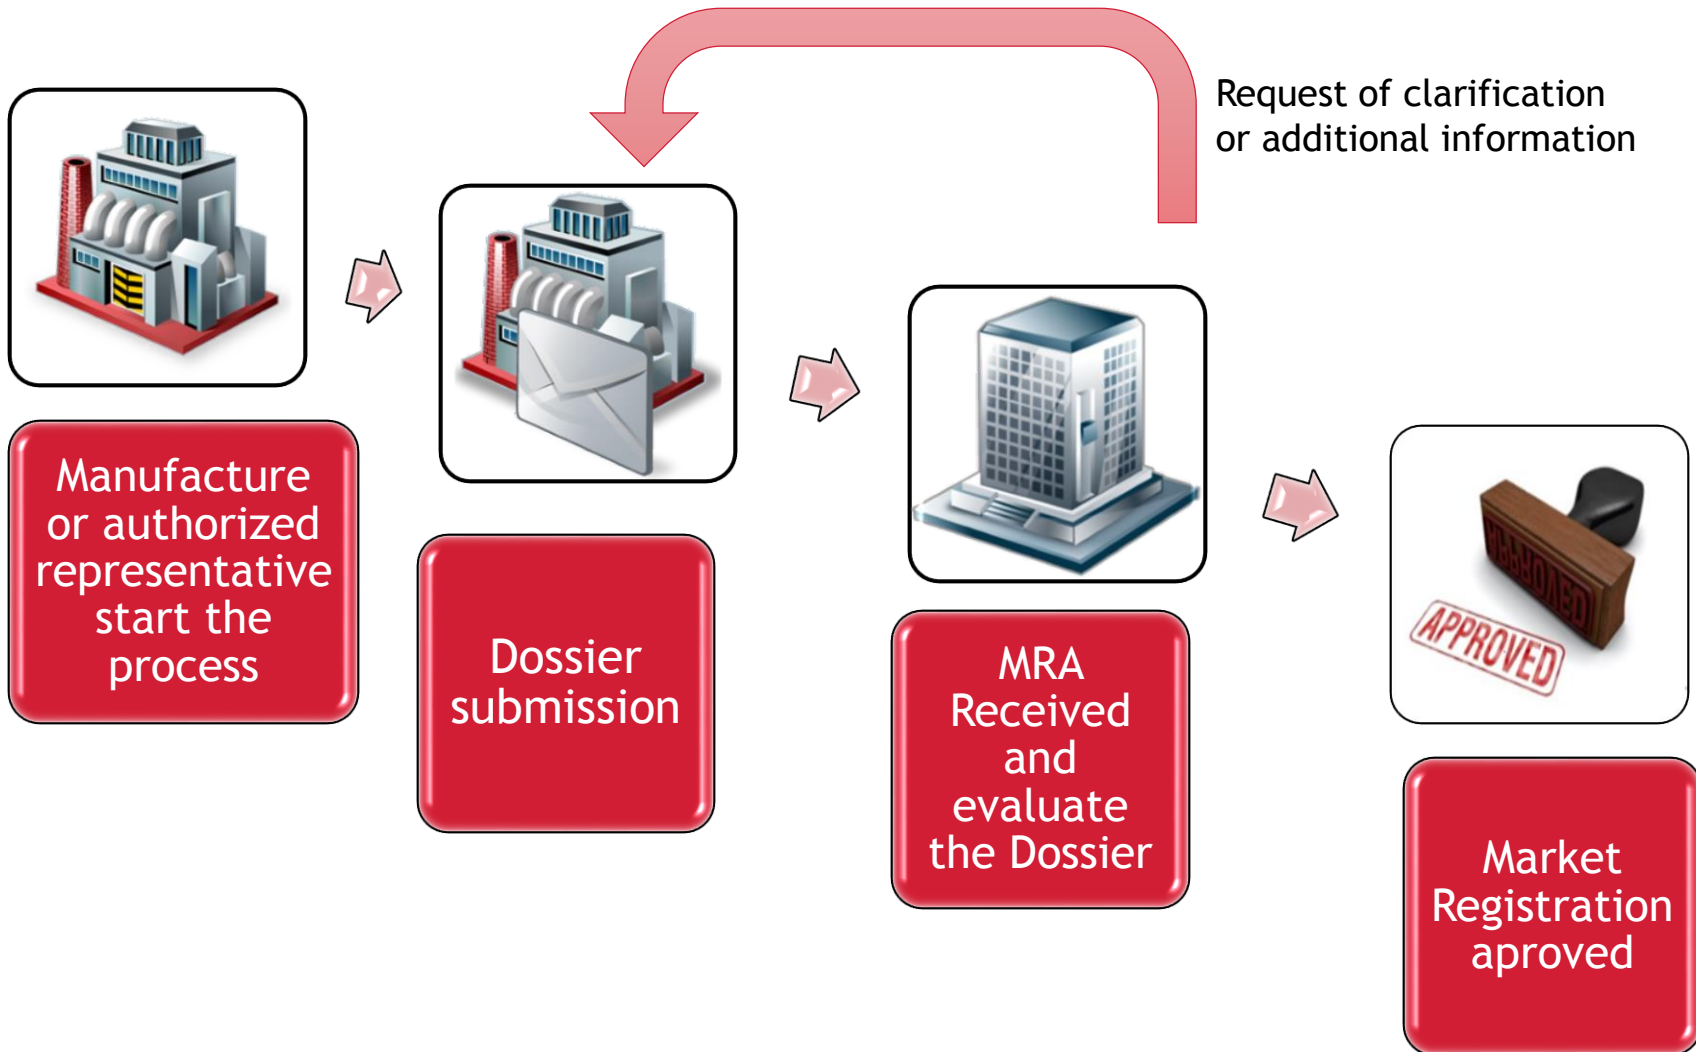 Request of clarification
or additional information
Manufacture
or authorized
representative
start the
process
Dossier
submission
MRA
Received
and
evaluate
the Dossier
APPROVED
APPROVED
Market
Registration
aproved